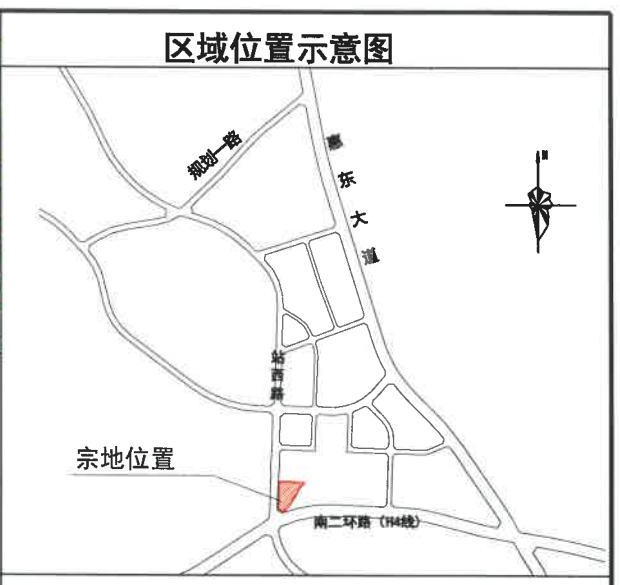 区域位置示意图
规划一路
惠东大道
N
站西路
宗地位置
南二环路（H4线）